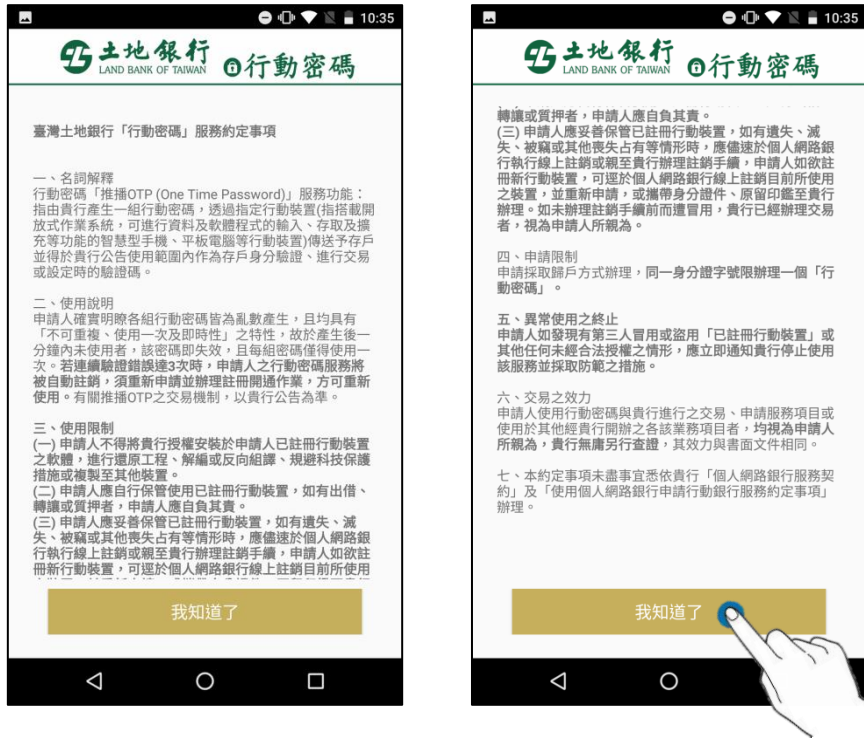 10:35
土地銀行
LAND BANK OF TAIWAN
行動密碼
臺灣土地銀行「行動密碼」服務約定事項
一、名詞解釋
行動密碼「推播OTP (One Time Password)」服務功能：
指由貴行產生一組行動密碼，透過指定行動裝置(指搭載開
放式作業系統，可進行資料及軟體程式的輸入、存取及擴
充等功能的智慧型手機、平板電腦等行動裝置)傳送予存戶
並得於貴行公告使用範圍內作為存戶身分驗證、進行交易
或設定時的驗證碼。
二、使用說明
申請人確實明瞭各組行動密碼皆為亂數產生，且均具有
「不可重複、使用一次及即時性」之特性，故於產生後一
分鐘內未使用者，該密碼即失效，且每組密碼僅得使用一
次。若連續驗證錯誤達3次時，申請人之行動密碼服務將
被自動註銷，須重新申請並辦理註冊開通作業，方可重新
使用。有關推播OTP之交易機制，以貴行公告為準。
三、使用限制
(一) 申請人不得將貴行授權安裝於申請人已註冊行動裝置
之軟體，進行還原工程、解編或反向組譯、規避科技保護
措施或複製至其他裝置。
(二) 申請人應自行保管使用已註冊行動裝置，如有出借、
轉讓或質押者，申請人應自負其責。
(三) 申請人應妥善保管已註冊行動裝置，如有遺失、滅
失、被竊或其他喪失占有等情形時，應儘速於個人網路銀
行執行線上註銷或親至貴行辦理註銷手續，申請人如欲註
冊新行動裝置，可逕於個人網路銀行線上註銷目前所使用
我知道了
10:35
土地銀行
LAND BANK OF TAIWAN
行動密碼
轉讓或質押者，申請人應自負其責。
(三) 申請人應妥善保管已註冊行動裝置，如有遺失、滅
失、被竊或其他喪失占有等情形時，應儘速於個人網路銀
行執行線上註銷或親至貴行辦理註銷手續，申請人如欲註
冊新行動裝置，可逕於個人網路銀行線上註銷目前所使用
之裝置，並重新申請，或攜帶身分證件、原留印鑑至貴行
辦理。如未辦理註銷手續前而遭冒用，貴行已經辦理交易
者，視為申請人所親為。
四、申請限制
申請採取歸戶方式辦理，同一身分證字號限辦理一個「行
動密碼」。
五、異常使用之終止
申請人如發現有第三人冒用或盜用「已註冊行動裝置」或
其他任何未經合法授權之情形，應立即通知貴行停止使用
該服務並採取防範之措施。
六、交易之效力
申請人使用行動密碼與貴行進行之交易、申請服務項目或
使用於其他經貴行開辦之各該業務項目者，均視為申請人
所親為，貴行無庸另行查證，其效力與書面文件相同。
七、本約定事項未盡事宜悉依貴行「個人網路銀行服務契
約」及「使用個人網路銀行申請行動銀行服務約定事項」
辦理。
我知道了